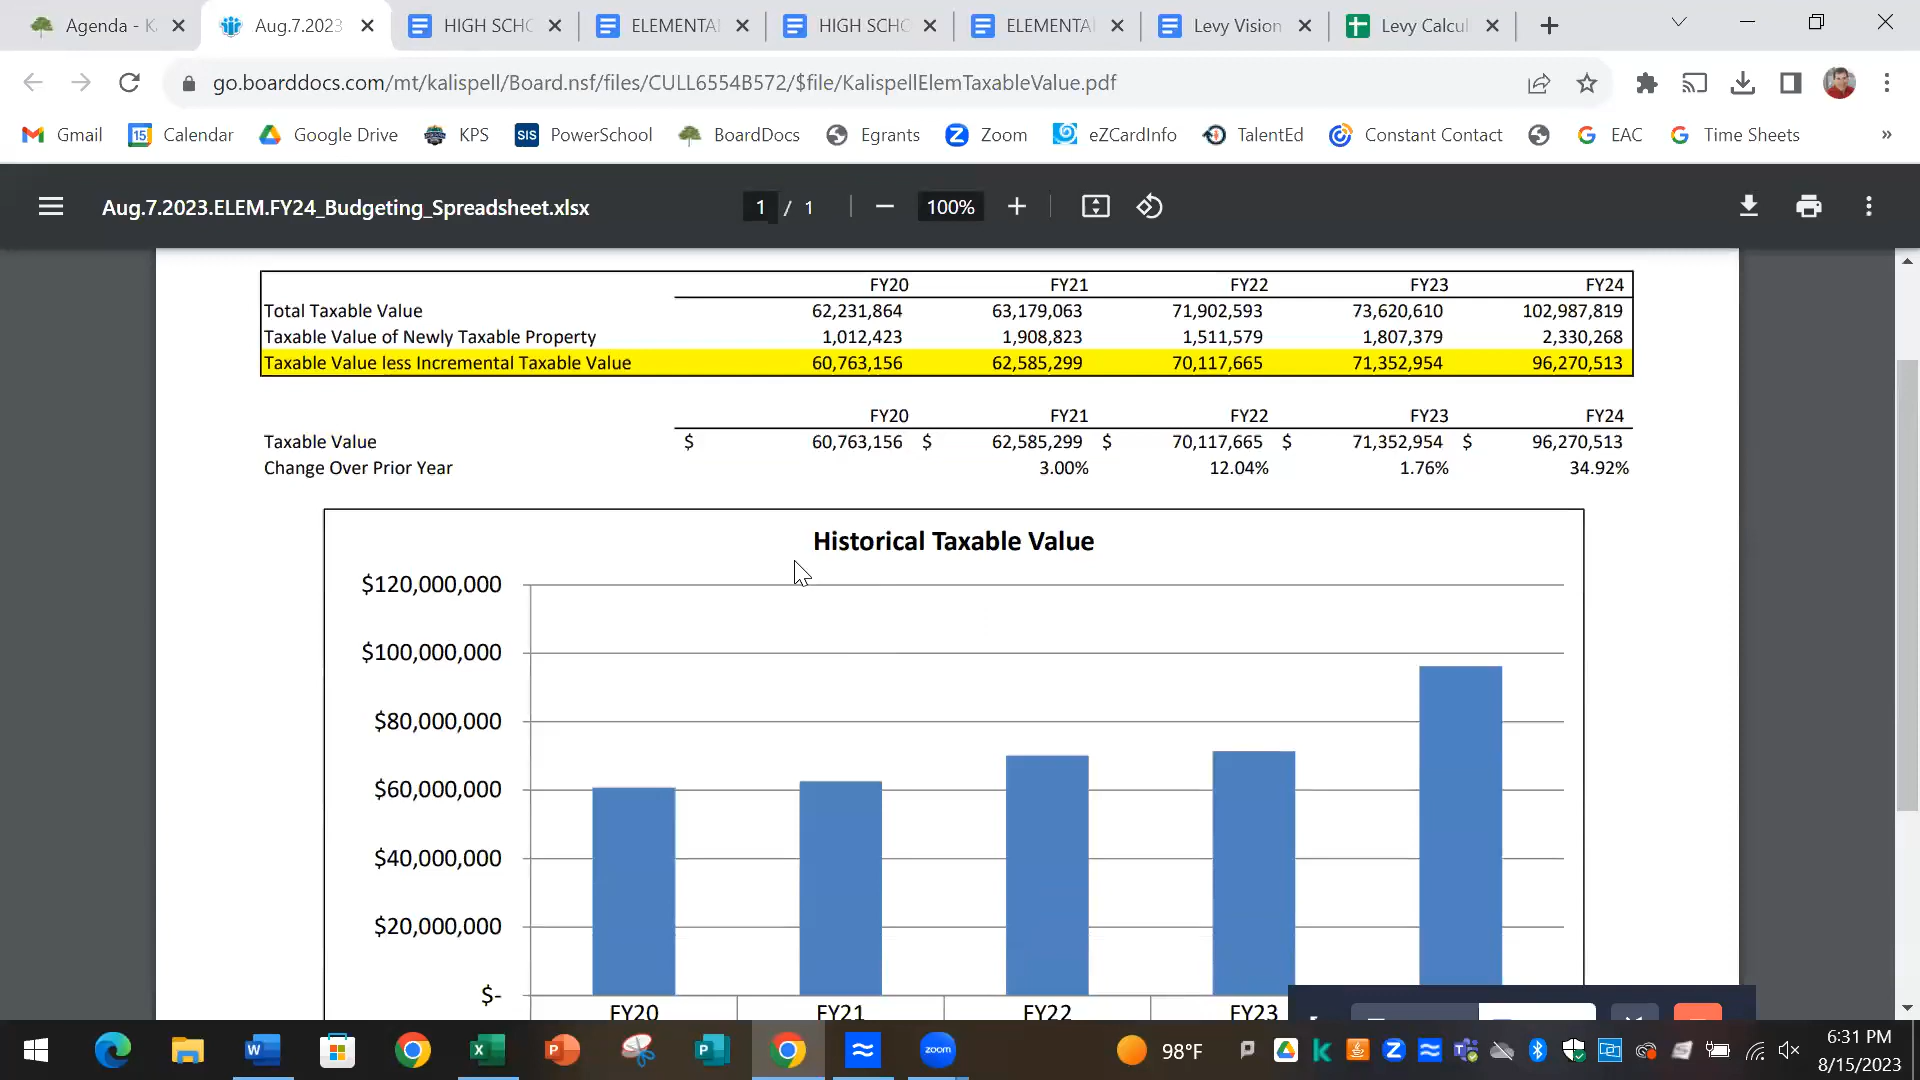 Agenda - K
Aug.7.2023
HIGH SCHO
ELEMENTA
HIGH SCHO
ELEMENTA
Levy Vision
Levy Calcul
go.boarddocs.com/mt/kalispell/Board.nsf/files/CULL6554B572/$file/KalispellElemTaxableValue.pdf
Gmail 15 Calendar Google Drive KPS SIS PowerSchool BoardDocs Egrants Zoom eZCardInfo TalentEd Constant Contact EAC Time Sheets »
Aug.7.2023.ELEM.FY24_Budgeting_Spreadsheet.xlsx 1 / 1 100%
FY20 FY21 FY22 FY23 FY24
Total Taxable Value 62,231,864 63,179,063 71,902,593 73,620,610 102,987,819
Taxable Value of Newly Taxable Property 1,012,423 1,908,823 1,511,579 1,807,379 2,330,268
Taxable Value less Incremental Taxable Value 60,763,156 62,585,299 70,117,665 71,352,954 96,270,513
FY20 FY21 FY22 FY23 FY24
Taxable Value $ 60,763,156 $ 62,585,299 $ 70,117,665 $ 71,352,954 $ 96,270,513
Change Over Prior Year 3.00% 12.04% 1.76% 34.92%
Historical Taxable Value
$120,000,000
$100,000,000
$80,000,000
$60,000,000
$40,000,000
$20,000,000
$-
FY20 FY21 FY22 FY23
zoom
98°F
6:31 PM
8/15/2023